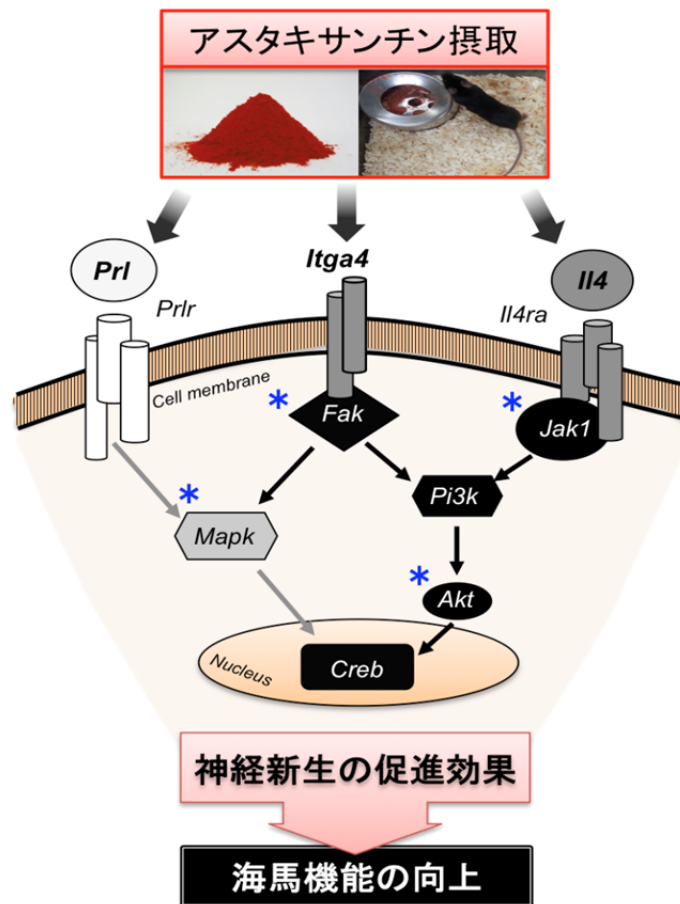 アスタキサンチン摂取
Prl
Prlr
Itga4
Il4
Il4ra
Cell membrane
*
Fak
*
Jak1
*
Mapk
Pi3k
*
Akt
Nucleus
Creb
神経新生の促進効果
海馬機能の向上